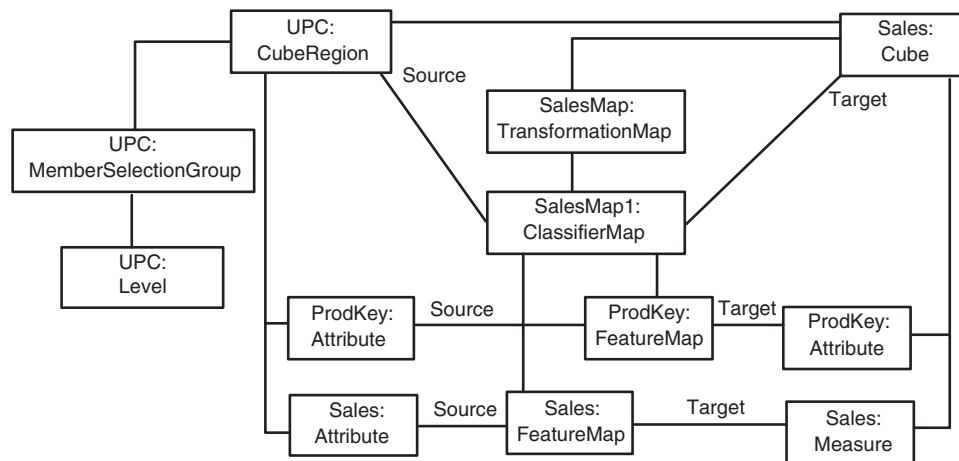 UPC:
CubeRegion
Sales:
Cube
Source
Target
SalesMap:
TransformationMap
UPC:
MemberSelectionGroup
SalesMap1:
ClassifierMap
UPC:
Level
ProdKey:
Attribute
Source
ProdKey:
FeatureMap
Target
ProdKey:
Attribute
Sales:
Attribute
Source
Sales:
FeatureMap
Target
Sales:
Measure